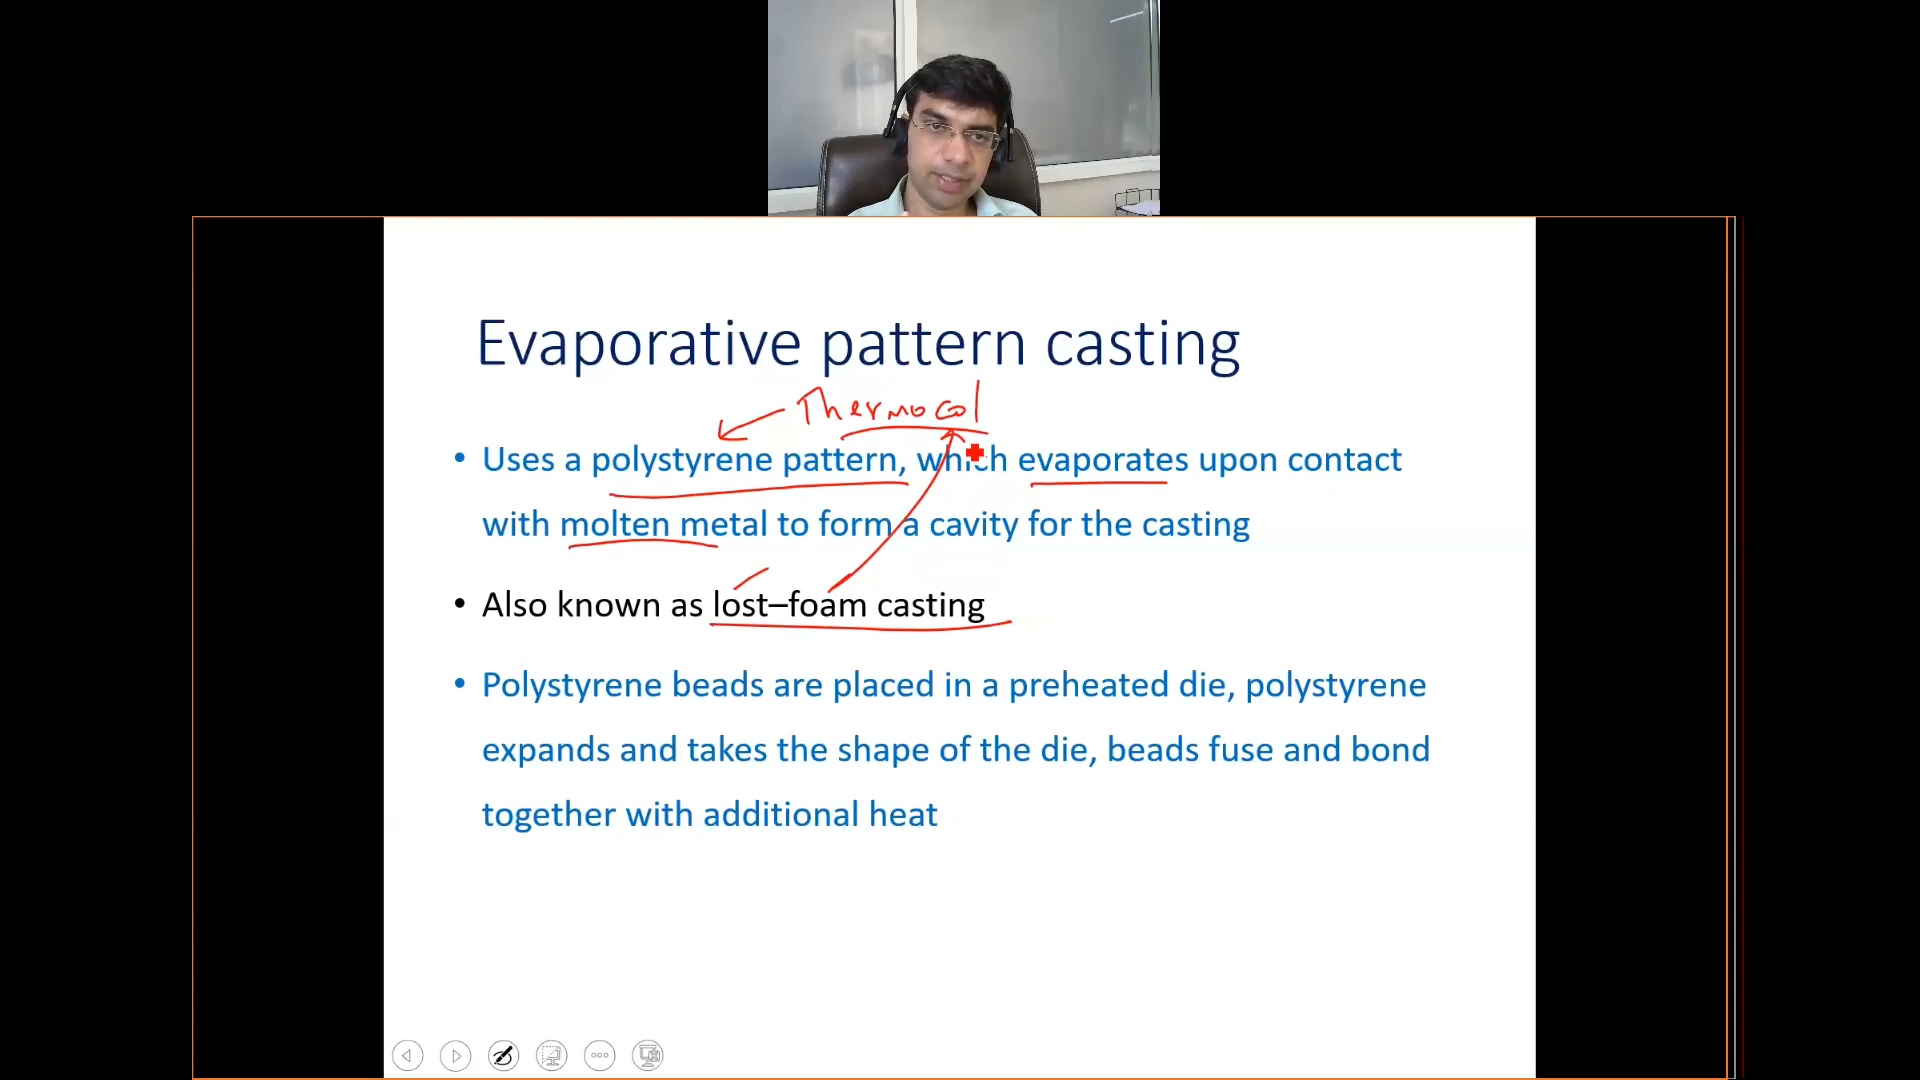 Evaporative pattern casting
Thermocol
• Uses a polystyrene pattern, which evaporates upon contact
with molten metal to form a cavity for the casting
• Also known as lost–foam casting
• Polystyrene beads are placed in a preheated die, polystyrene
expands and takes the shape of the die, beads fuse and bond
together with additional heat